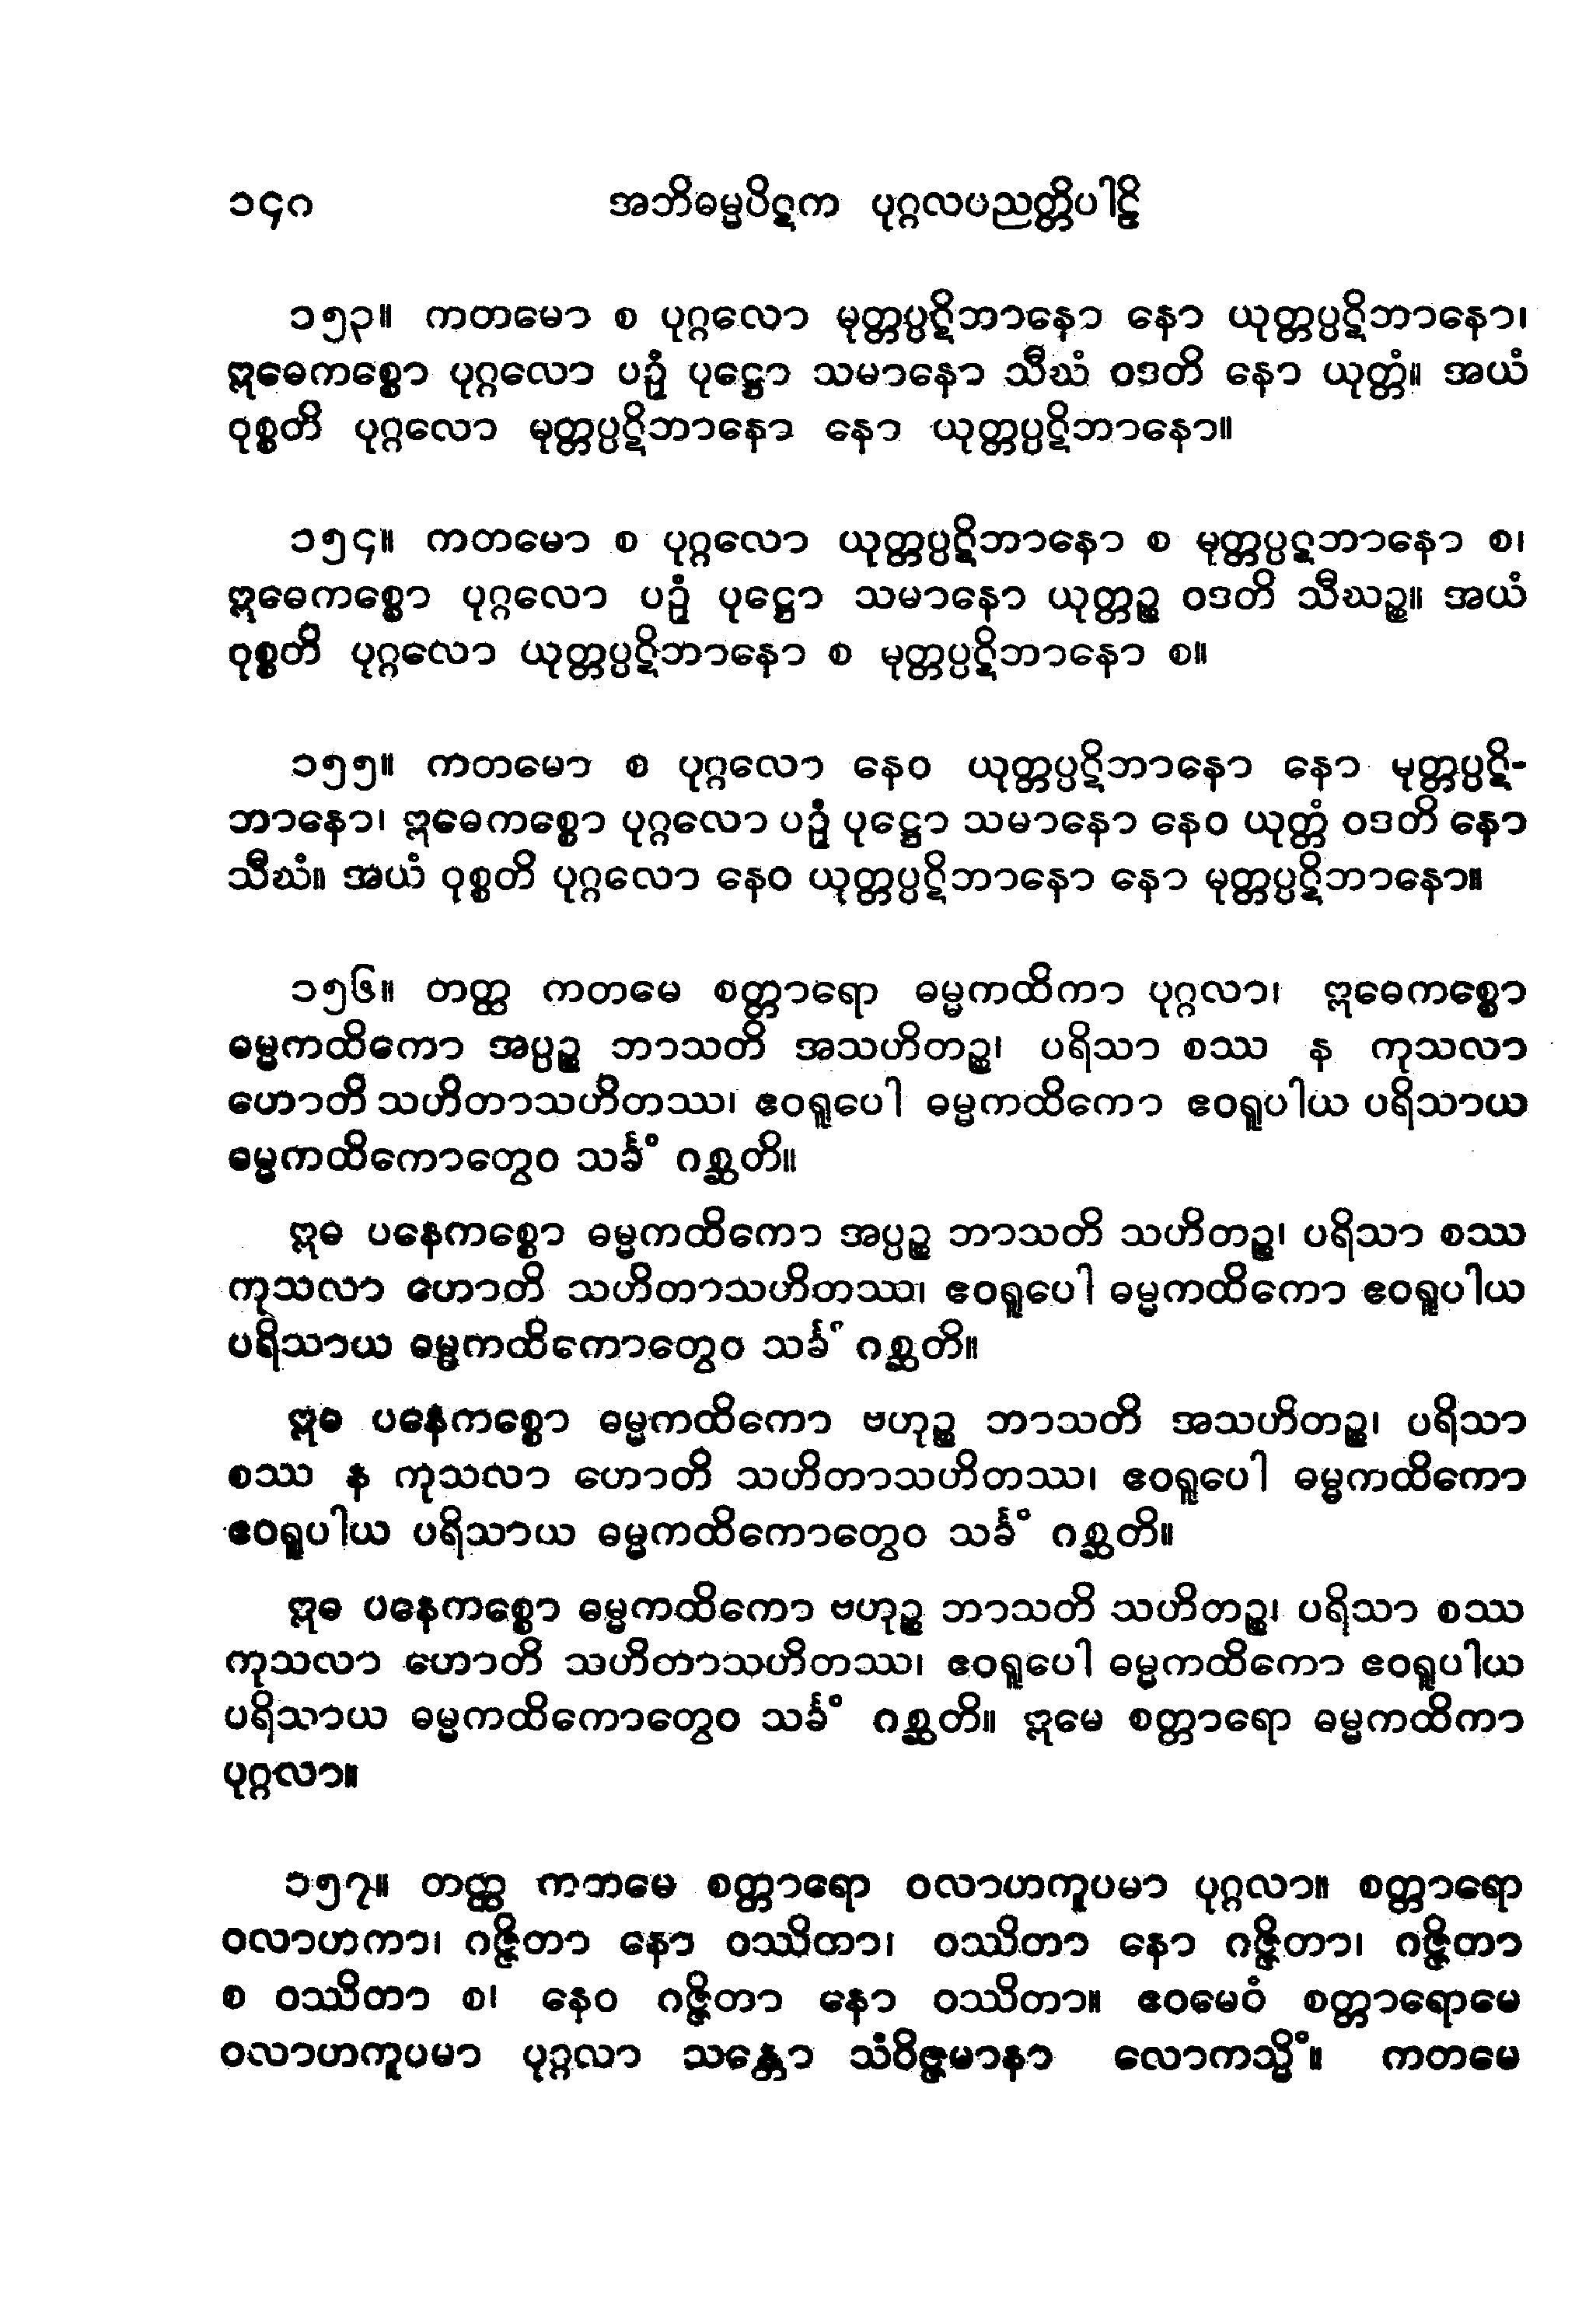 ၁၄ဂ အဘိဓမ္မပိဋက ပုဂ္ဂလပညတ္တိပါဠိ
၁၅၃။ ကတမော စ ပုဂ္ဂလော မုတ္တပ္ပဋိဘာနော နော ယုတ္တပ္ပဋိဘာနော၊
ဣဓေကစ္စော ပုဂ္ဂလော ပဉှံ ပုဋ္ဌော သမာနော သီဃံ ဝဒတိ နော ယုတ္တံ။ အယံ
ဝုစ္စတိ ပုဂ္ဂလော မုတ္တပ္ပဋိဘာနော နော ယုတ္တပ္ပဋိဘာနော။
၁၅၄။ ကတမော စ ပုဂ္ဂလော ယုတ္တပ္ပဋိဘာနော စ မုတ္တပ္ပဋဘာနော စ၊
ဣဓေကစ္စော ပုဂ္ဂလော ပဉှံ ပုဋ္ဌော သမာနော ယုတ္တဉ္စ ဝဒတိ သီဃဉ္စ။ အယံ
ဝုစ္စတိ ပုဂ္ဂလော ယုတ္တပ္ပဋိဘာနော စ မုတ္တပ္ပဋိဘာနော စ။
၁၅၅။ ကတမော စ ပုဂ္ဂလော နေဝ ယုတ္တပ္ပဋိဘာနော နော မုတ္တပ္ပဋိ-
ဘာနော၊ ဣဓေကစ္စော ပုဂ္ဂလော ပဉှံ ပုဋ္ဌော သမာနော နေဝ ယုတ္တံ ဝဒတိ နော
သီဃံ။ အယံ ဝုစ္စတိ ပုဂ္ဂလော နေဝ ယုတ္တပ္ပဋိဘာနော နော မုတ္တပ္ပဋိဘာနော။
၁၅၆။ တတ္ထ ကတမေ စတ္တာရော ဓမ္မကထိကာ ပုဂ္ဂလာ၊ ဣဓေကစ္စော
ဓမ္မကထိကော အပ္ပဉ္စ ဘာသတိ အသဟိတဉ္စ၊ ပရိသာ စဿ န ကုသလာ
ဟောတိ သဟိတာသဟိတဿ၊ ဧဝရူပေါ ဓမ္မကထိကော ဧဝရူပါယ ပရိသာယ
ဓမ္မကထိကောတွေဝ သင်္ခံ ဂစ္ဆတိ။
ဣဓ ပနေကစ္စော ဓမ္မကထိကော အပ္ပဉ္စ ဘာသတိ သဟိတဉ္စ၊ ပရိသာ စဿ
ကုသလာ ဟောတိ သဟိတာသဟိတဿ၊ ဧဝရူပေါ ဓမ္မကထိကော ဧဝရူပါယ
ပရိသာယ ဓမ္မကထိကောတွေဝ သင်္ခံ ဂစ္ဆတိ။
ဣဓ ပနေကစ္စော ဓမ္မကထိကော ဗဟုဉ္စ ဘာသတိ အသဟိတဉ္စ၊ ပရိသာ
စဿ န ကုသလာ ဟောတိ သဟိတာသဟိတဿ၊ ဧဝရူပေါ ဓမ္မကထိကော
ဧဝရူပါယ ပရိသာယ ဓမ္မကထိကောတွေဝ သင်္ခံ ဂစ္ဆတိ။
ဣဓ ပနေကစ္စော ဓမ္မကထိကော ဗဟုဉ္စ ဘာသတိ သဟိတဉ္စ၊ ပရိသာ စဿ
ကုသလာ ဟောတိ သဟိတာသဟိတဿ၊ ဧဝရူပေါ ဓမ္မကထိကော ဧဝရူပါယ
ပရိသာယ ဓမ္မကထိကောတွေဝ သင်္ခံ ဂစ္ဆတိ။ ဣမေ စတ္တာရော ဓမ္မကထိကာ
ပုဂ္ဂလာ။
၁၅၇။ တတ္ထ ကတမေ စတ္တာရော ဝလာဟကူပမာ ပုဂ္ဂလာ။ စတ္တာရော
ဝလာဟကာ၊ ဂဇ္ဇိတာ နော ဝဿိတာ၊ ဝဿိတာ နော ဂဇ္ဇိတာ၊ ဂဇ္ဇိတာ
စ ဝဿိတာ စ၊ နေဝ ဂဇ္ဇိတာ နော ဝဿိတာ။ ဧဝမေဝံ စတ္တာရောမေ
ဝလာဟကူပမာ ပုဂ္ဂလာ သန္တော သံဝိဇ္ဇမာနာ လောကသ္မိံ။ ကတမေ